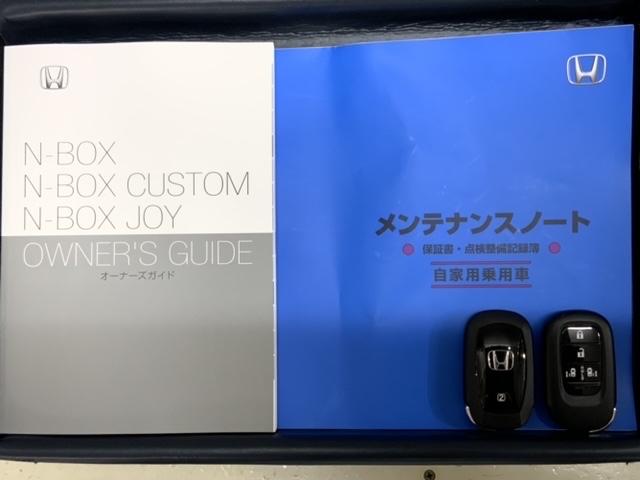 N-BOX
N-BOX CUSTOM
N-BOX JOY
OWNER'S GUIDE
オーナーズガイド
メンテナンスノート
保証書・点検整備記録簿
自家用乗用車
2